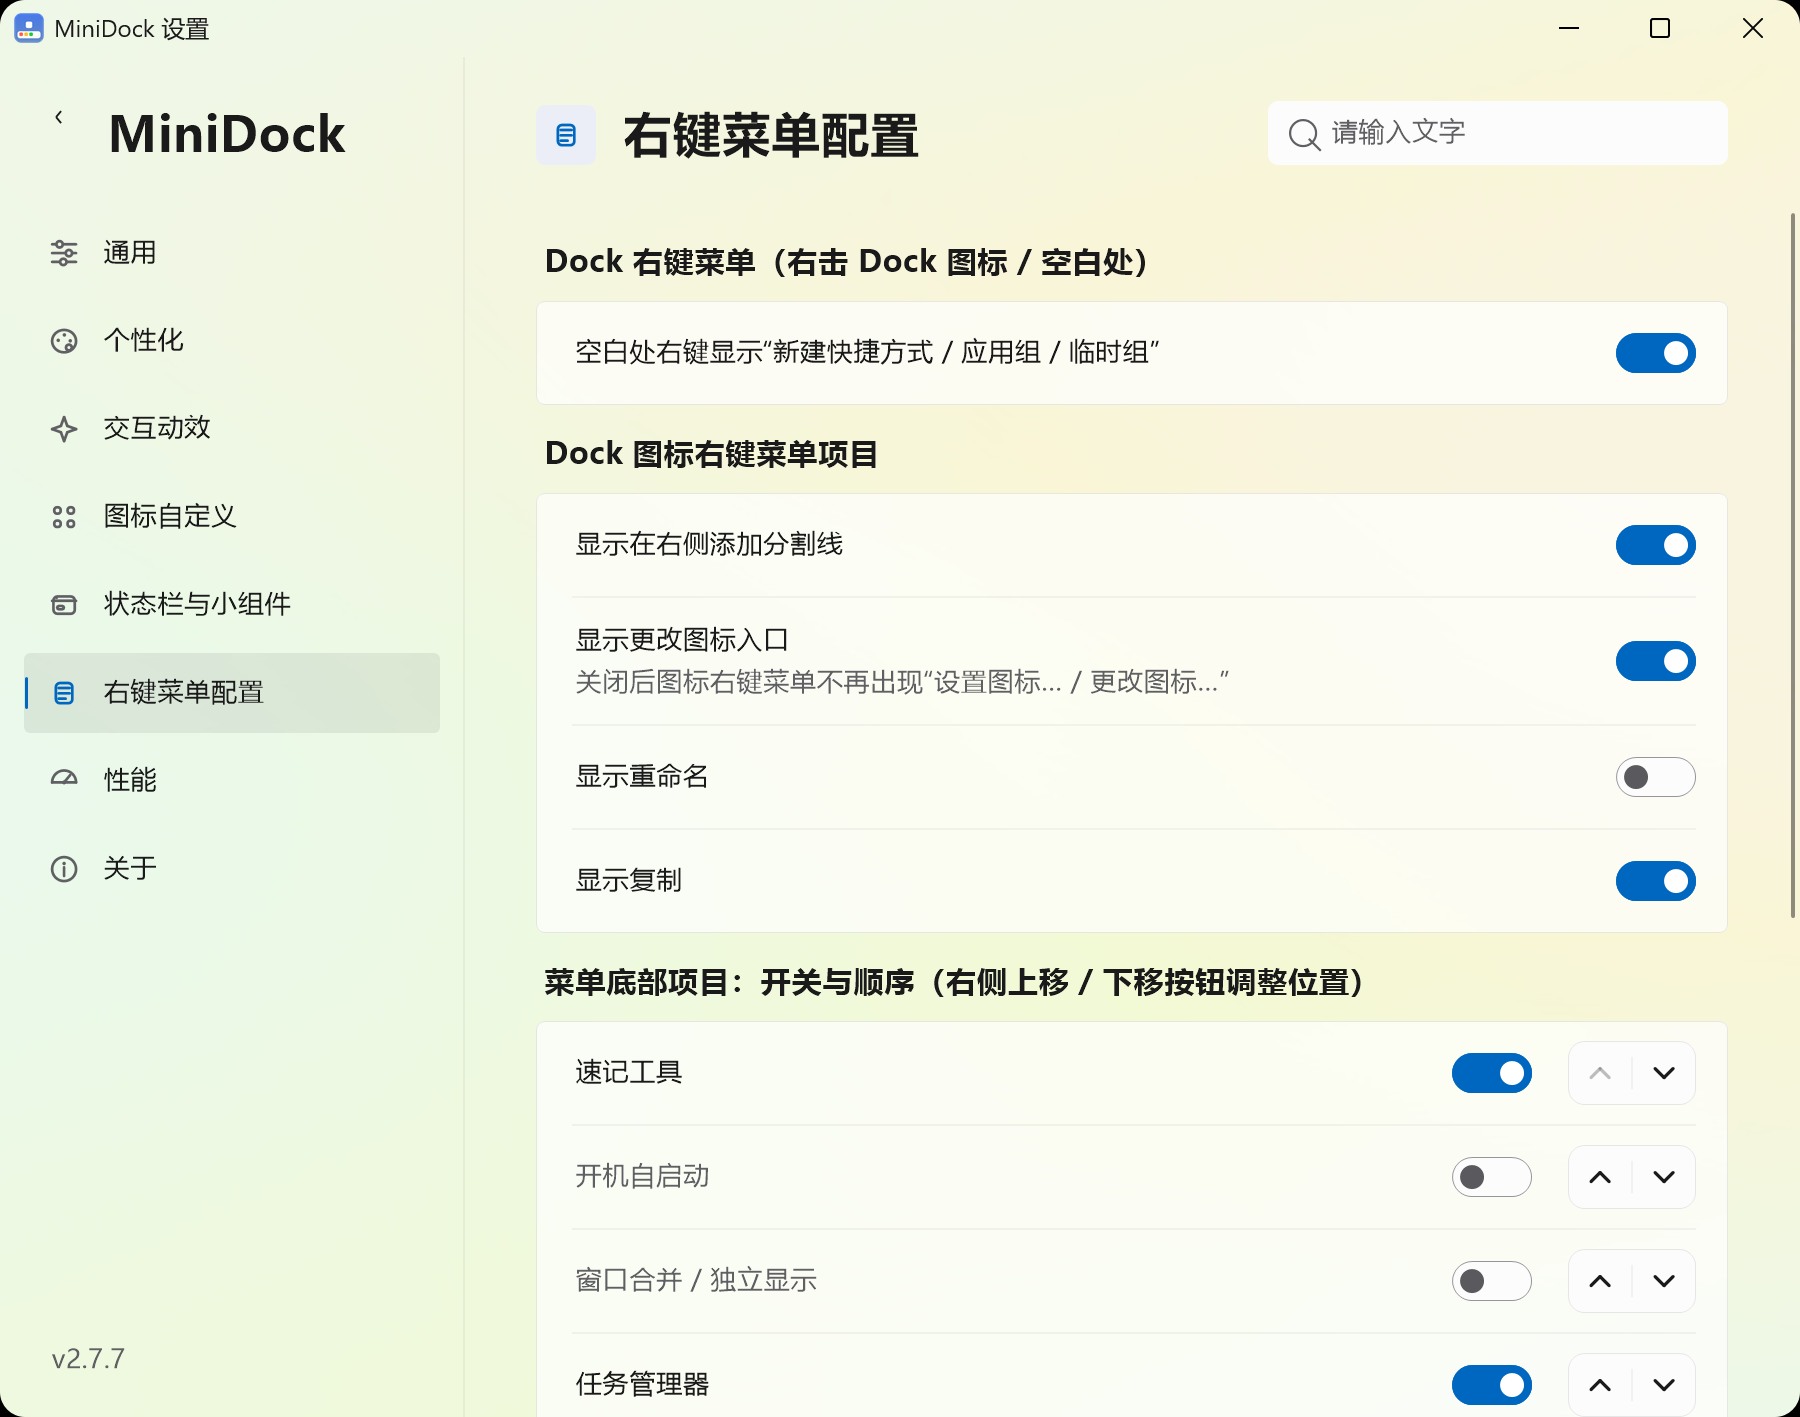 MiniDock 设置
MiniDock
通用
个性化
交互动效
图标自定义
状态栏与小组件
右键菜单配置
性能
关于
v2.7.7
右键菜单配置
请输入文字
Dock 右键菜单（右击 Dock 图标 / 空白处）
空白处右键显示“新建快捷方式 / 应用组 / 临时组”
Dock 图标右键菜单项目
显示在右侧添加分割线
显示更改图标入口
关闭后图标右键菜单不再出现“设置图标... / 更改图标...”
显示重命名
显示复制
菜单底部项目：开关与顺序（右侧上移 / 下移按钮调整位置）
速记工具
开机自启动
窗口合并 / 独立显示
任务管理器